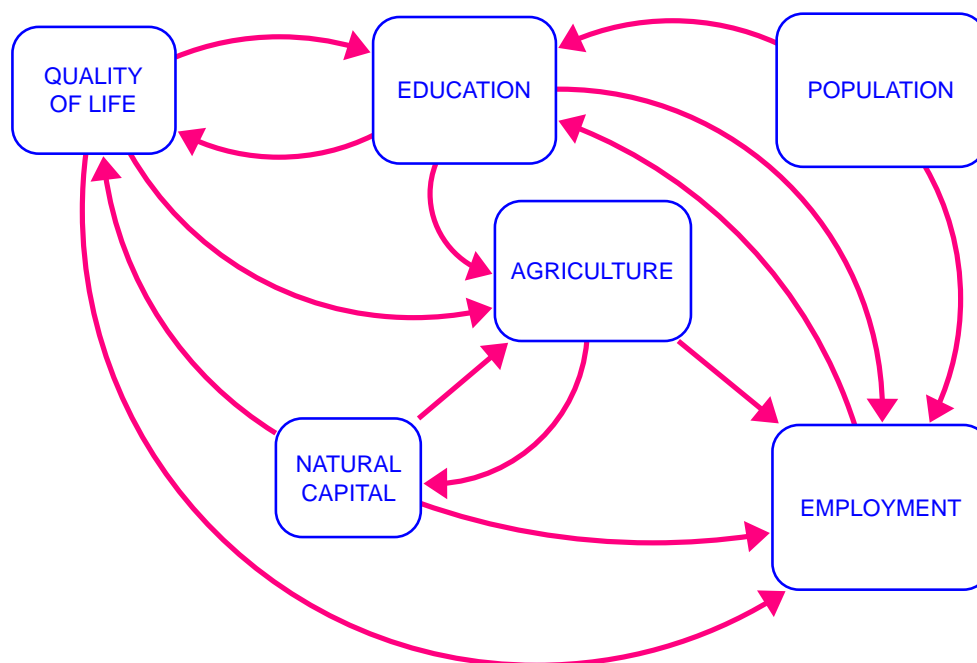 QUALITY
OF LIFE
EDUCATION
POPULATION
AGRICULTURE
NATURAL
CAPITAL
EMPLOYMENT